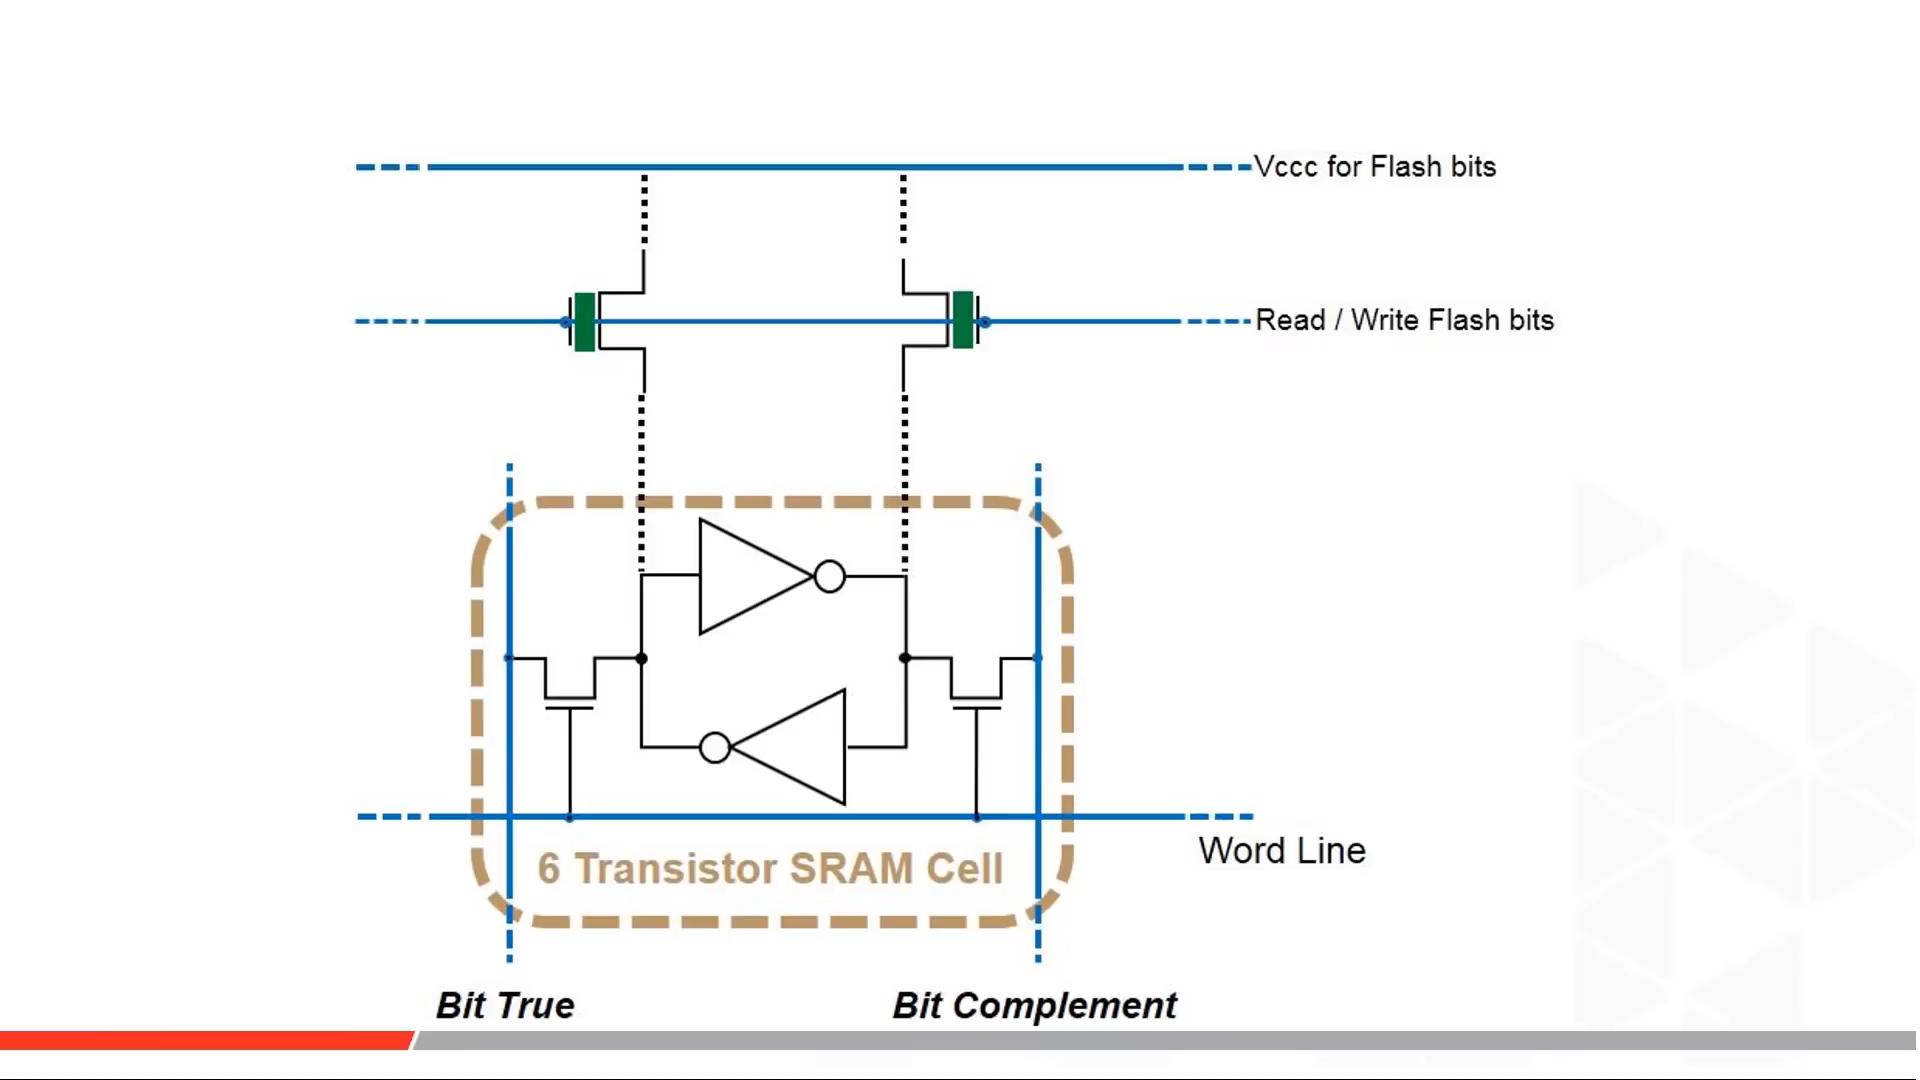 Vccc for Flash bits
Read / Write Flash bits
Word Line
6 Transistor SRAM Cell
Bit True
Bit Complement